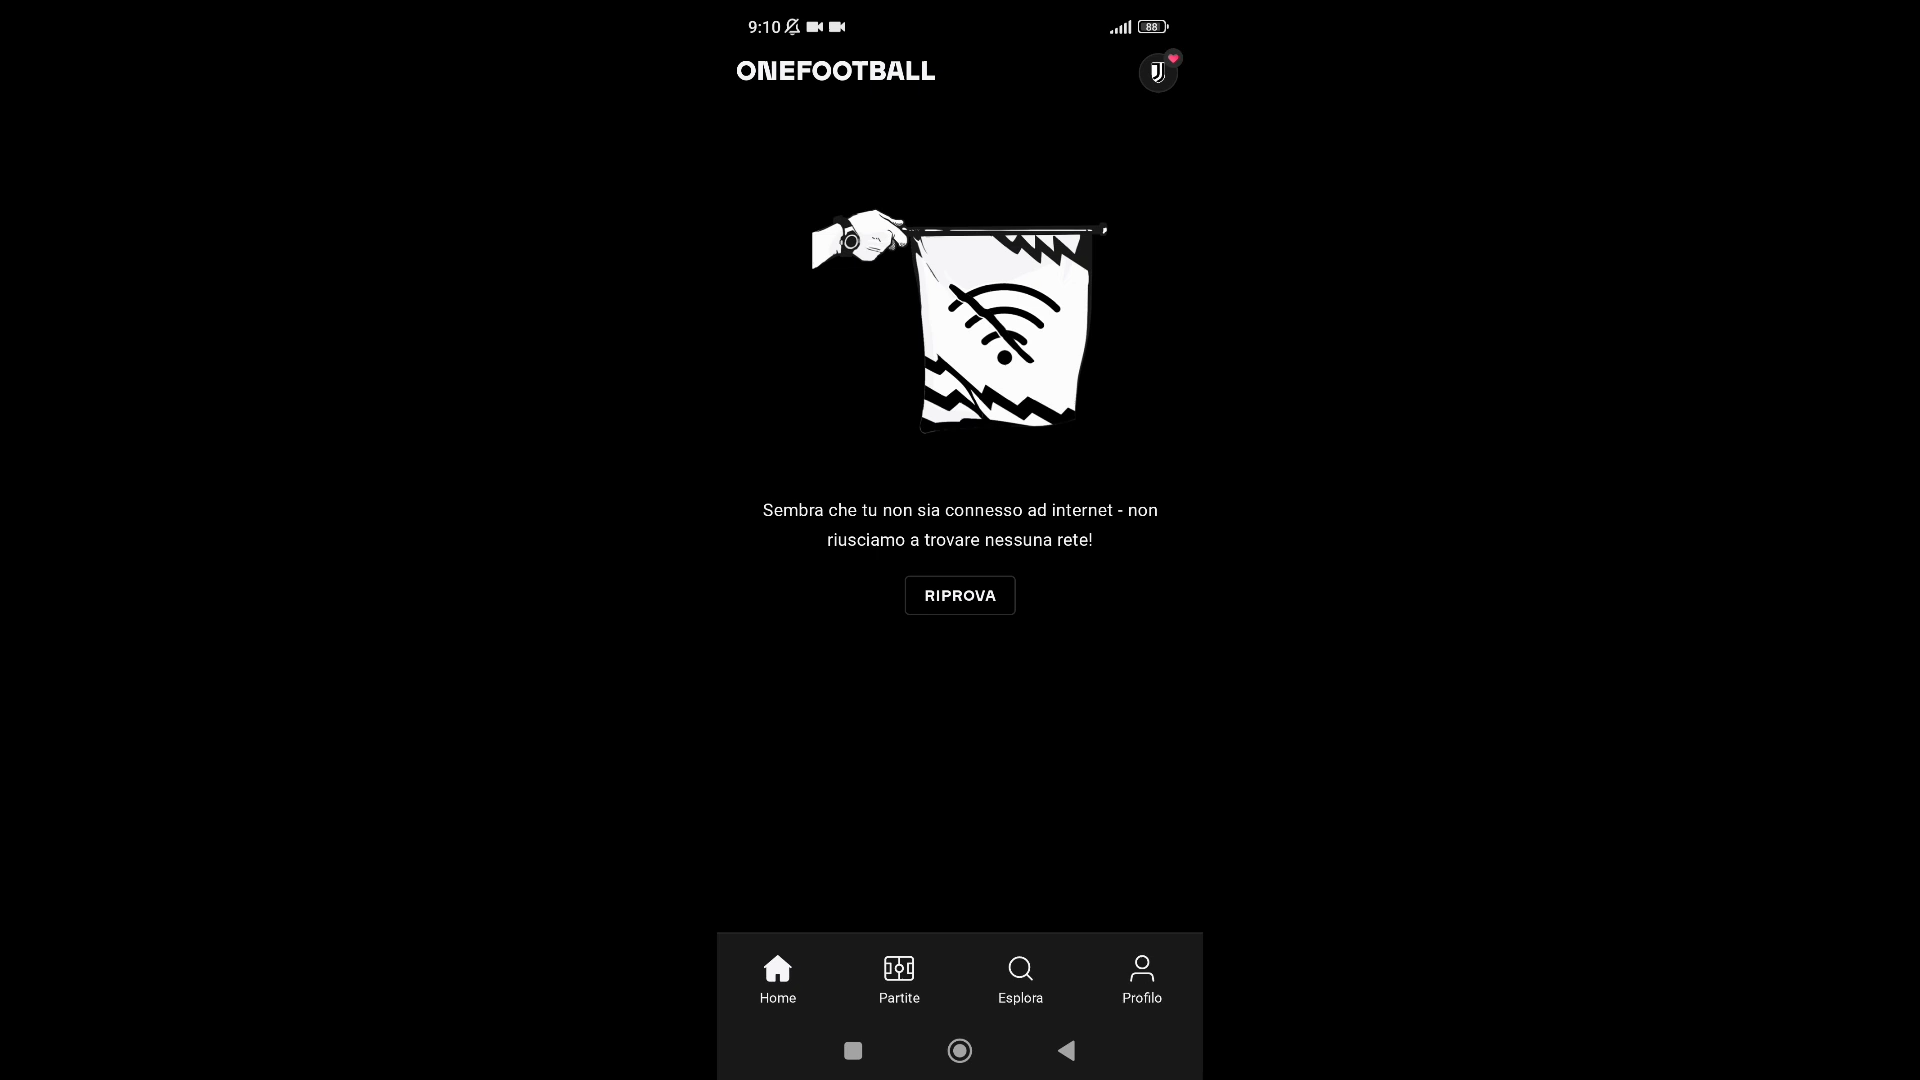 9:10
88
ONEFOOTBALL
Sembra che tu non sia connesso ad internet - non
riusciamo a trovare nessuna rete!
RIPROVA
Home
Partite
Esplora
Profilo